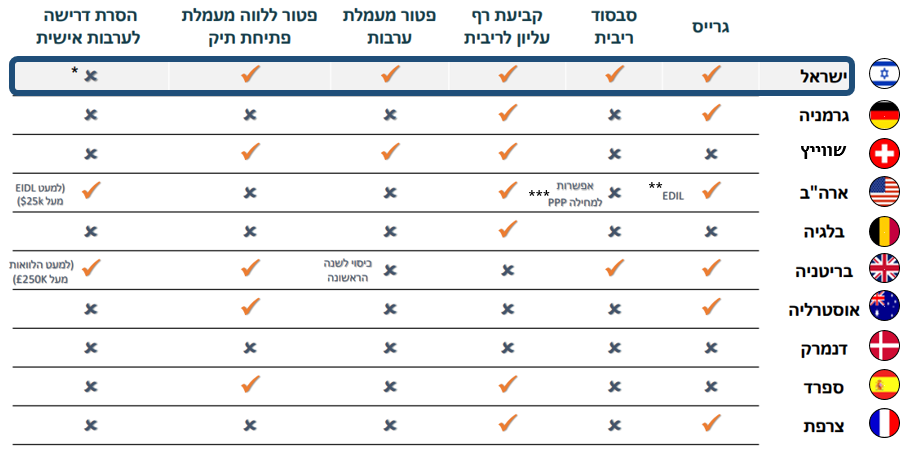 גרייס
סבסוד
ריבית
קביעת רף
עליון לריבית
פטור מעמלת
ערבות
פטור ללווה מעמלת
פתיחת תיק
הסרת דרישה
לערבות אישית
ישראל ✓ ✓ ✓ ✓ ✓ ✗ *
גרמניה ✓ ✗ ✓ ✗ ✗ ✗
שווייץ ✗ ✗ ✓ ✓ ✓ ✗
ארה"ב ✓ EDIL ** ✗ אפשרות
למחילה PPP *** ✓ ✗ ✗ ✓ (למעט EIDL
מעל 25k$)
בלגיה ✗ ✗ ✓ ✗ ✗ ✗
בריטניה ✓ ✓ ✗ ✗ כיסוי לשנה
הראשונה ✓ ✓ (למעט הלוואות
מעל 250K£)
אוסטרליה ✓ ✗ ✗ ✗ ✓ ✗
דנמרק ✗ ✗ ✗ ✗ ✗ ✗
ספרד ✗ ✗ ✓ ✗ ✓ ✗
צרפת ✓ ✗ ✓ ✗ ✗ ✗